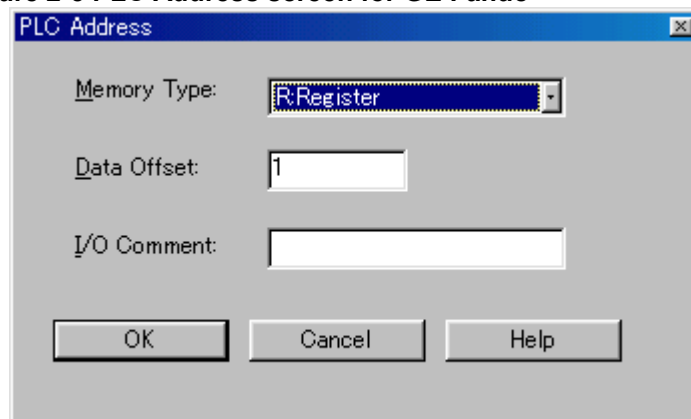 PLC Address
Memory Type: R:Register
Data Offset: 1
I/O Comment:
OK Cancel Help